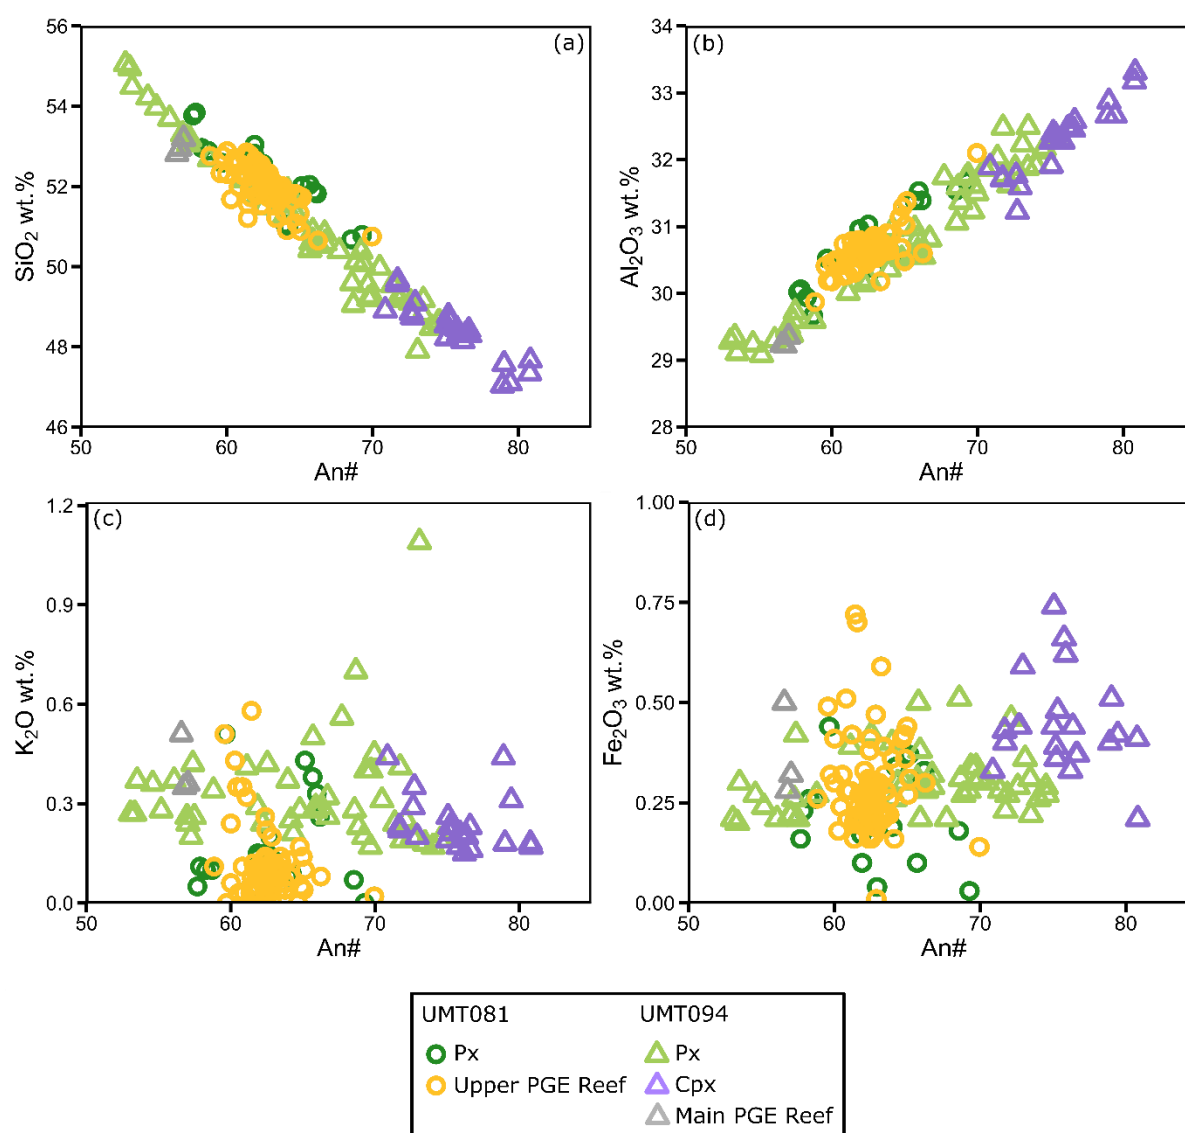 56
54
52
50
48
46
SiO₂ wt.%
(a)
50
60
70
80
An#
34
33
32
31
30
29
28
Al₂O₃ wt.%
(b)
50
60
70
80
An#
1.2
0.9
0.6
0.3
0.0
K₂O wt.%
(c)
50
60
70
80
An#
1.00
0.75
0.50
0.25
0.00
Fe₂O₃ wt.%
(d)
50
60
70
80
An#
UMT081
Px
Upper PGE Reef
UMT094
Px
Cpx
Main PGE Reef